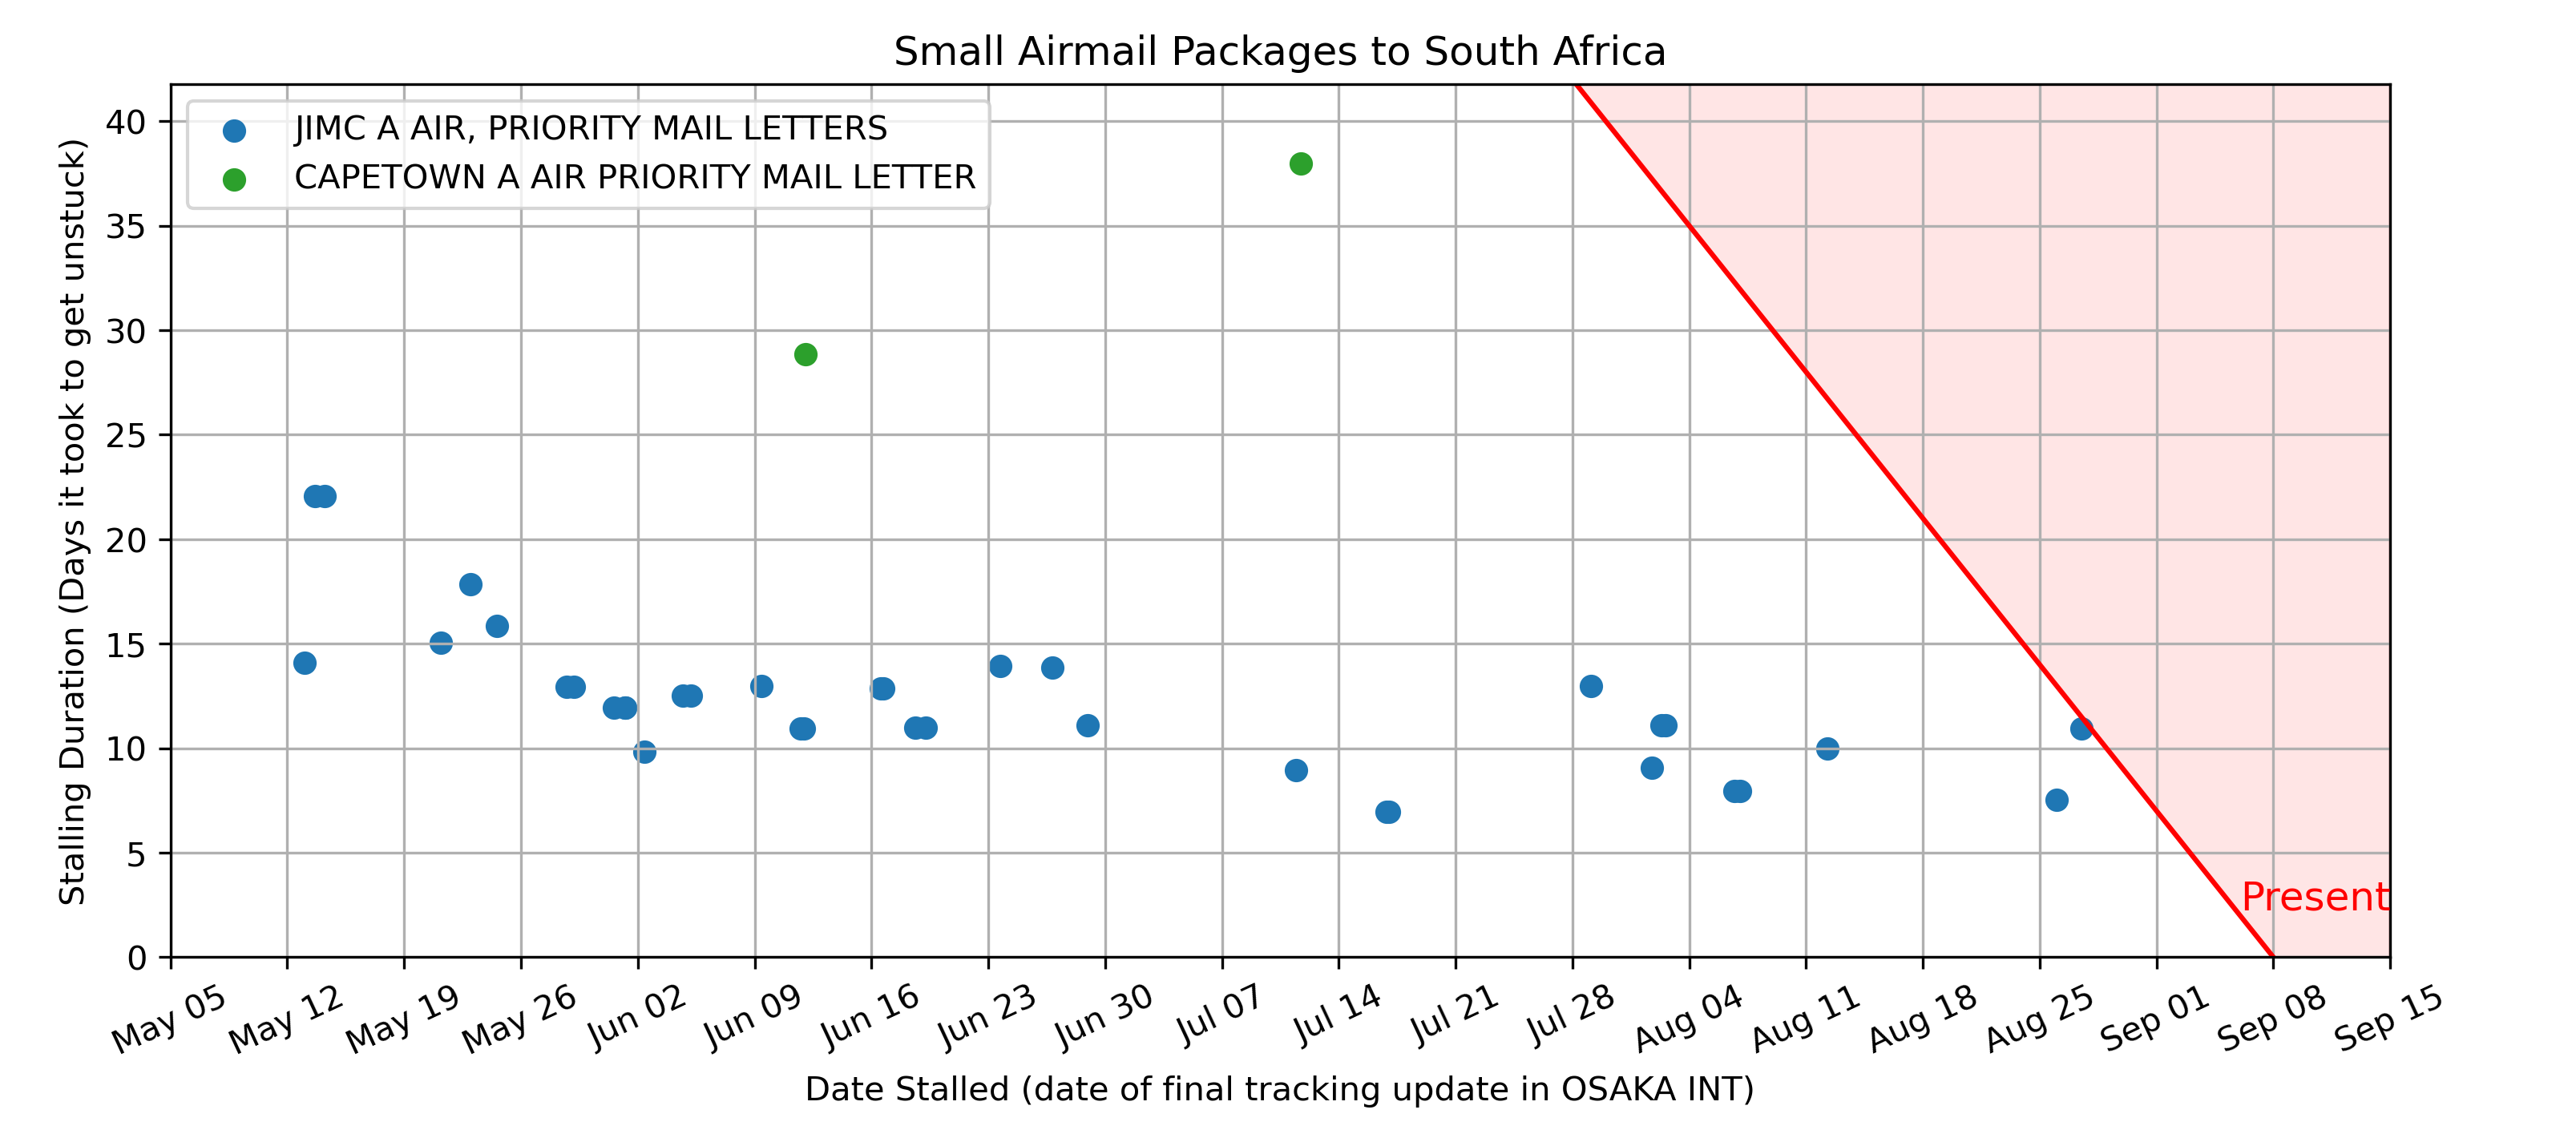 Small Airmail Packages to South Africa
JIMC A AIR, PRIORITY MAIL LETTERS
CAPETOWN A AIR PRIORITY MAIL LETTER
Stalling Duration (Days it took to get unstuck)
40
35
30
25
20
15
10
5
0
Present
May 05 May 12 May 19 May 26 Jun 02 Jun 09 Jun 16 Jun 23 Jun 30 Jul 07 Jul 14 Jul 21 Jul 28 Aug 04 Aug 11 Aug 18 Aug 25 Sep 01 Sep 08 Sep 15
Date Stalled (date of final tracking update in OSAKA INT)